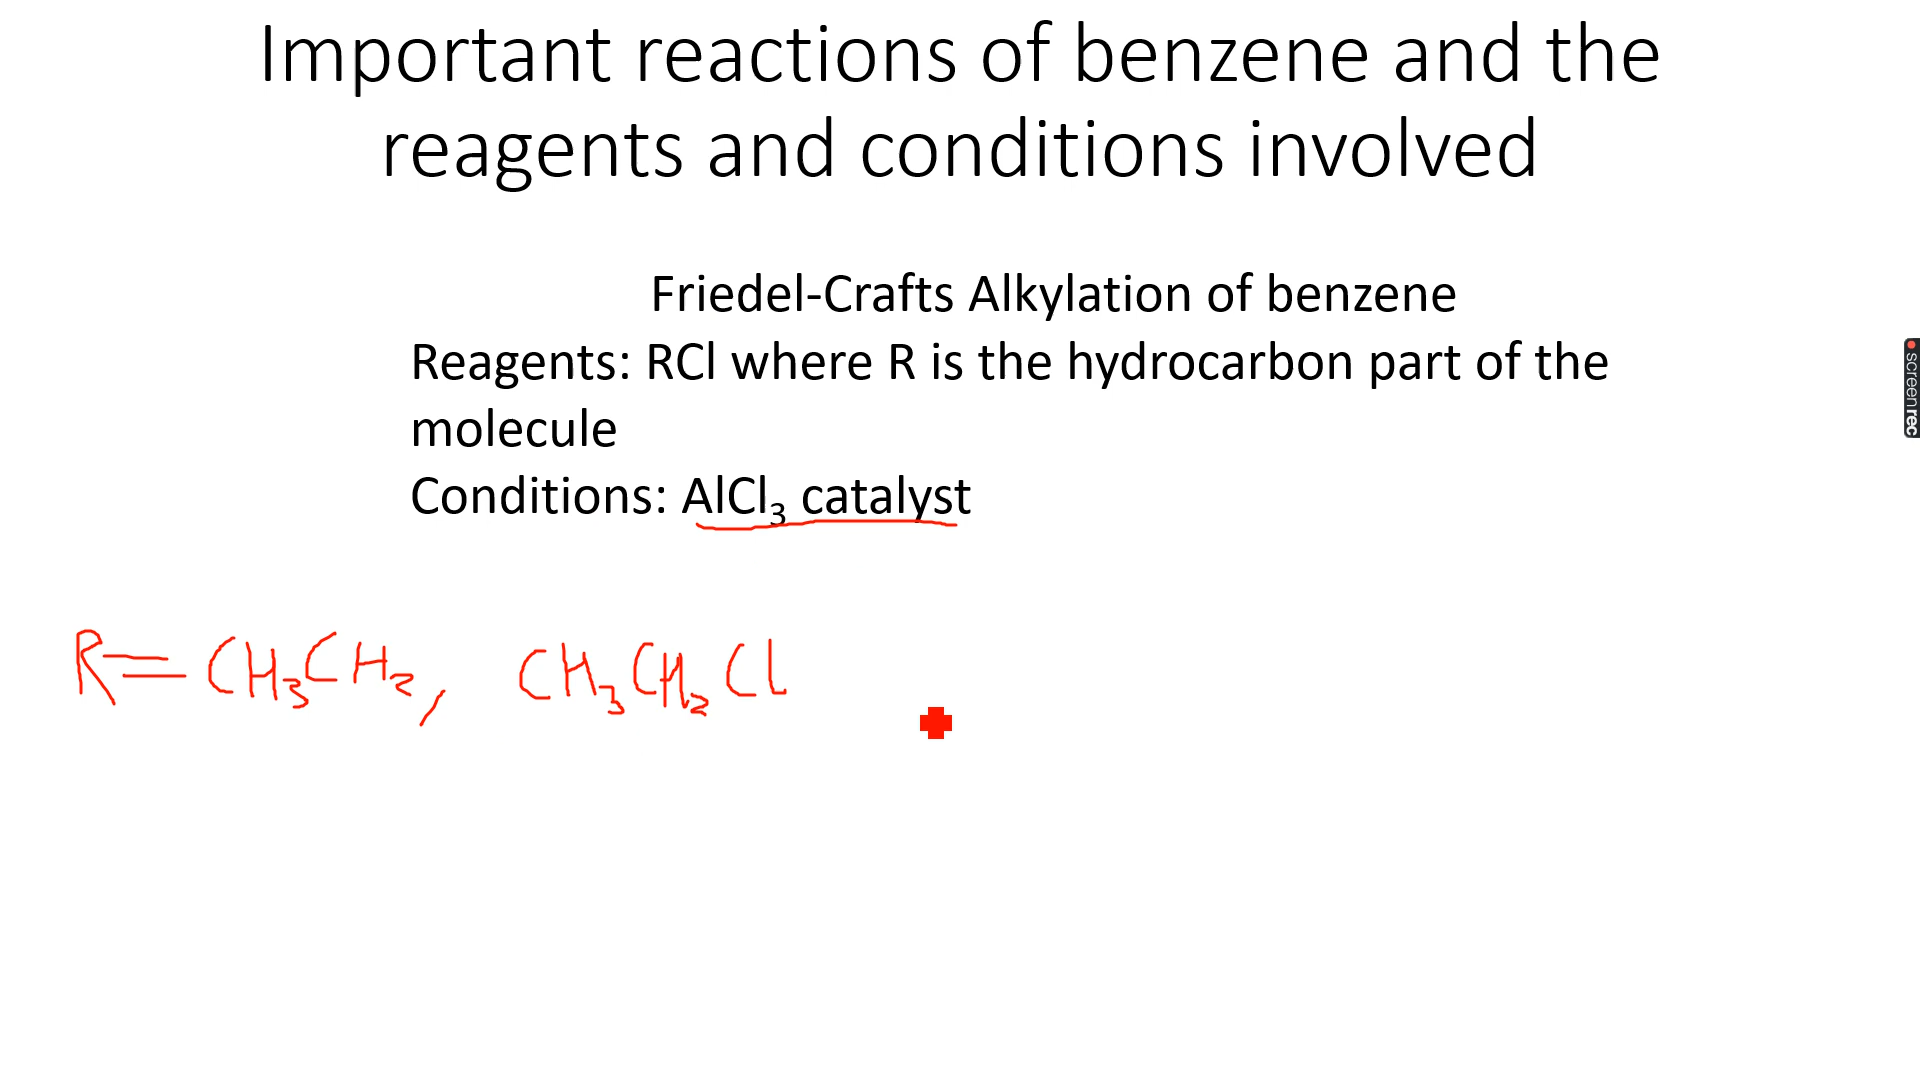 Important reactions of benzene and the
reagents and conditions involved
Friedel-Crafts Alkylation of benzene
Reagents: RCl where R is the hydrocarbon part of the
molecule
Conditions: AlCl₃ catalyst
R= CH₃CH₂, CH₃CH₂Cl
screenrec